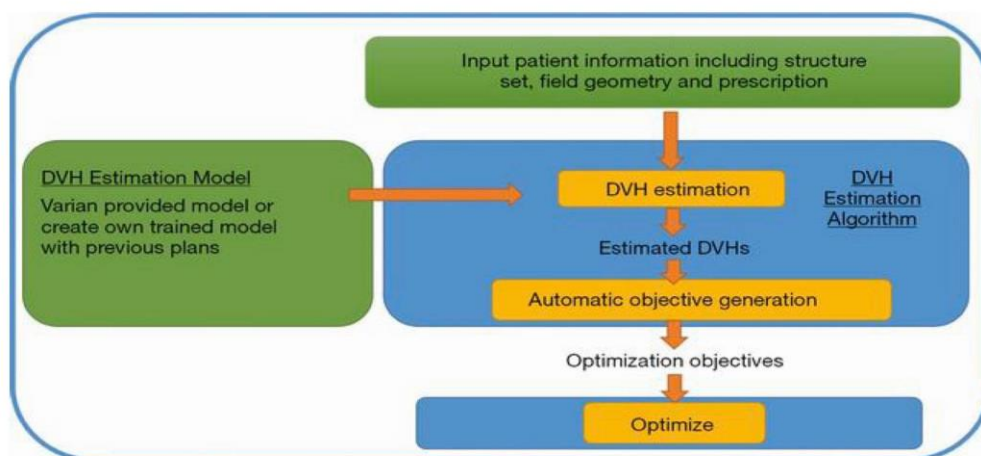 Input patient information including structure
set, field geometry and prescription
DVH Estimation Model
Varian provided model or
create own trained model
with previous plans
DVH estimation
DVH
Estimation
Algorithm
Estimated DVHs
Automatic objective generation
Optimization objectives
Optimize